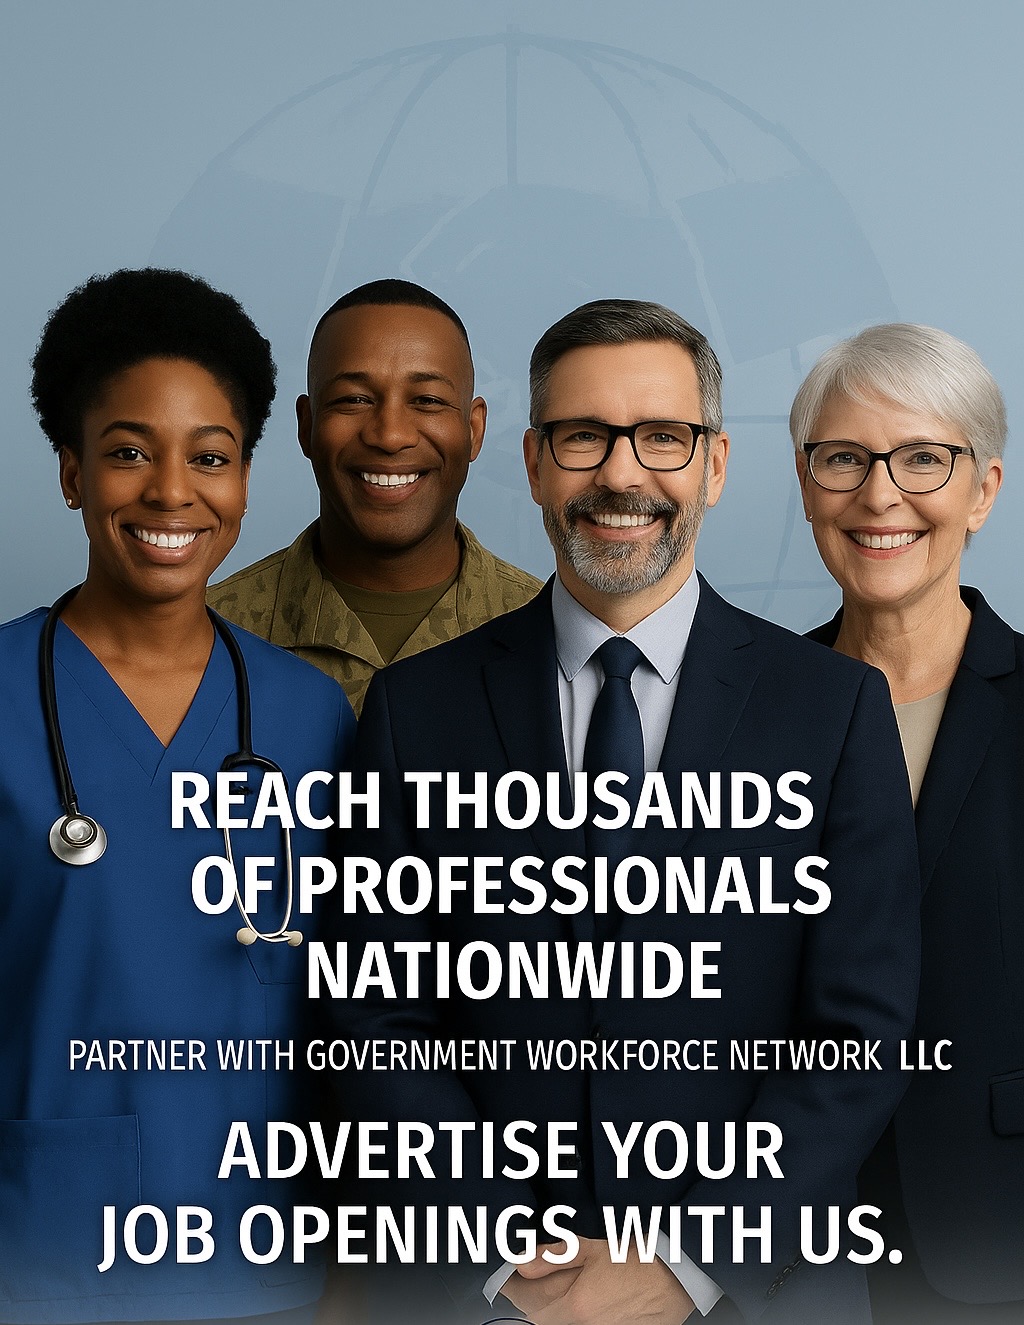 REACH THOUSANDS
OF PROFESSIONALS
NATIONWIDE
PARTNER WITH GOVERNMENT WORKFORCE NETWORK LLC
ADVERTISE YOUR
JOB OPENINGS WITH US.